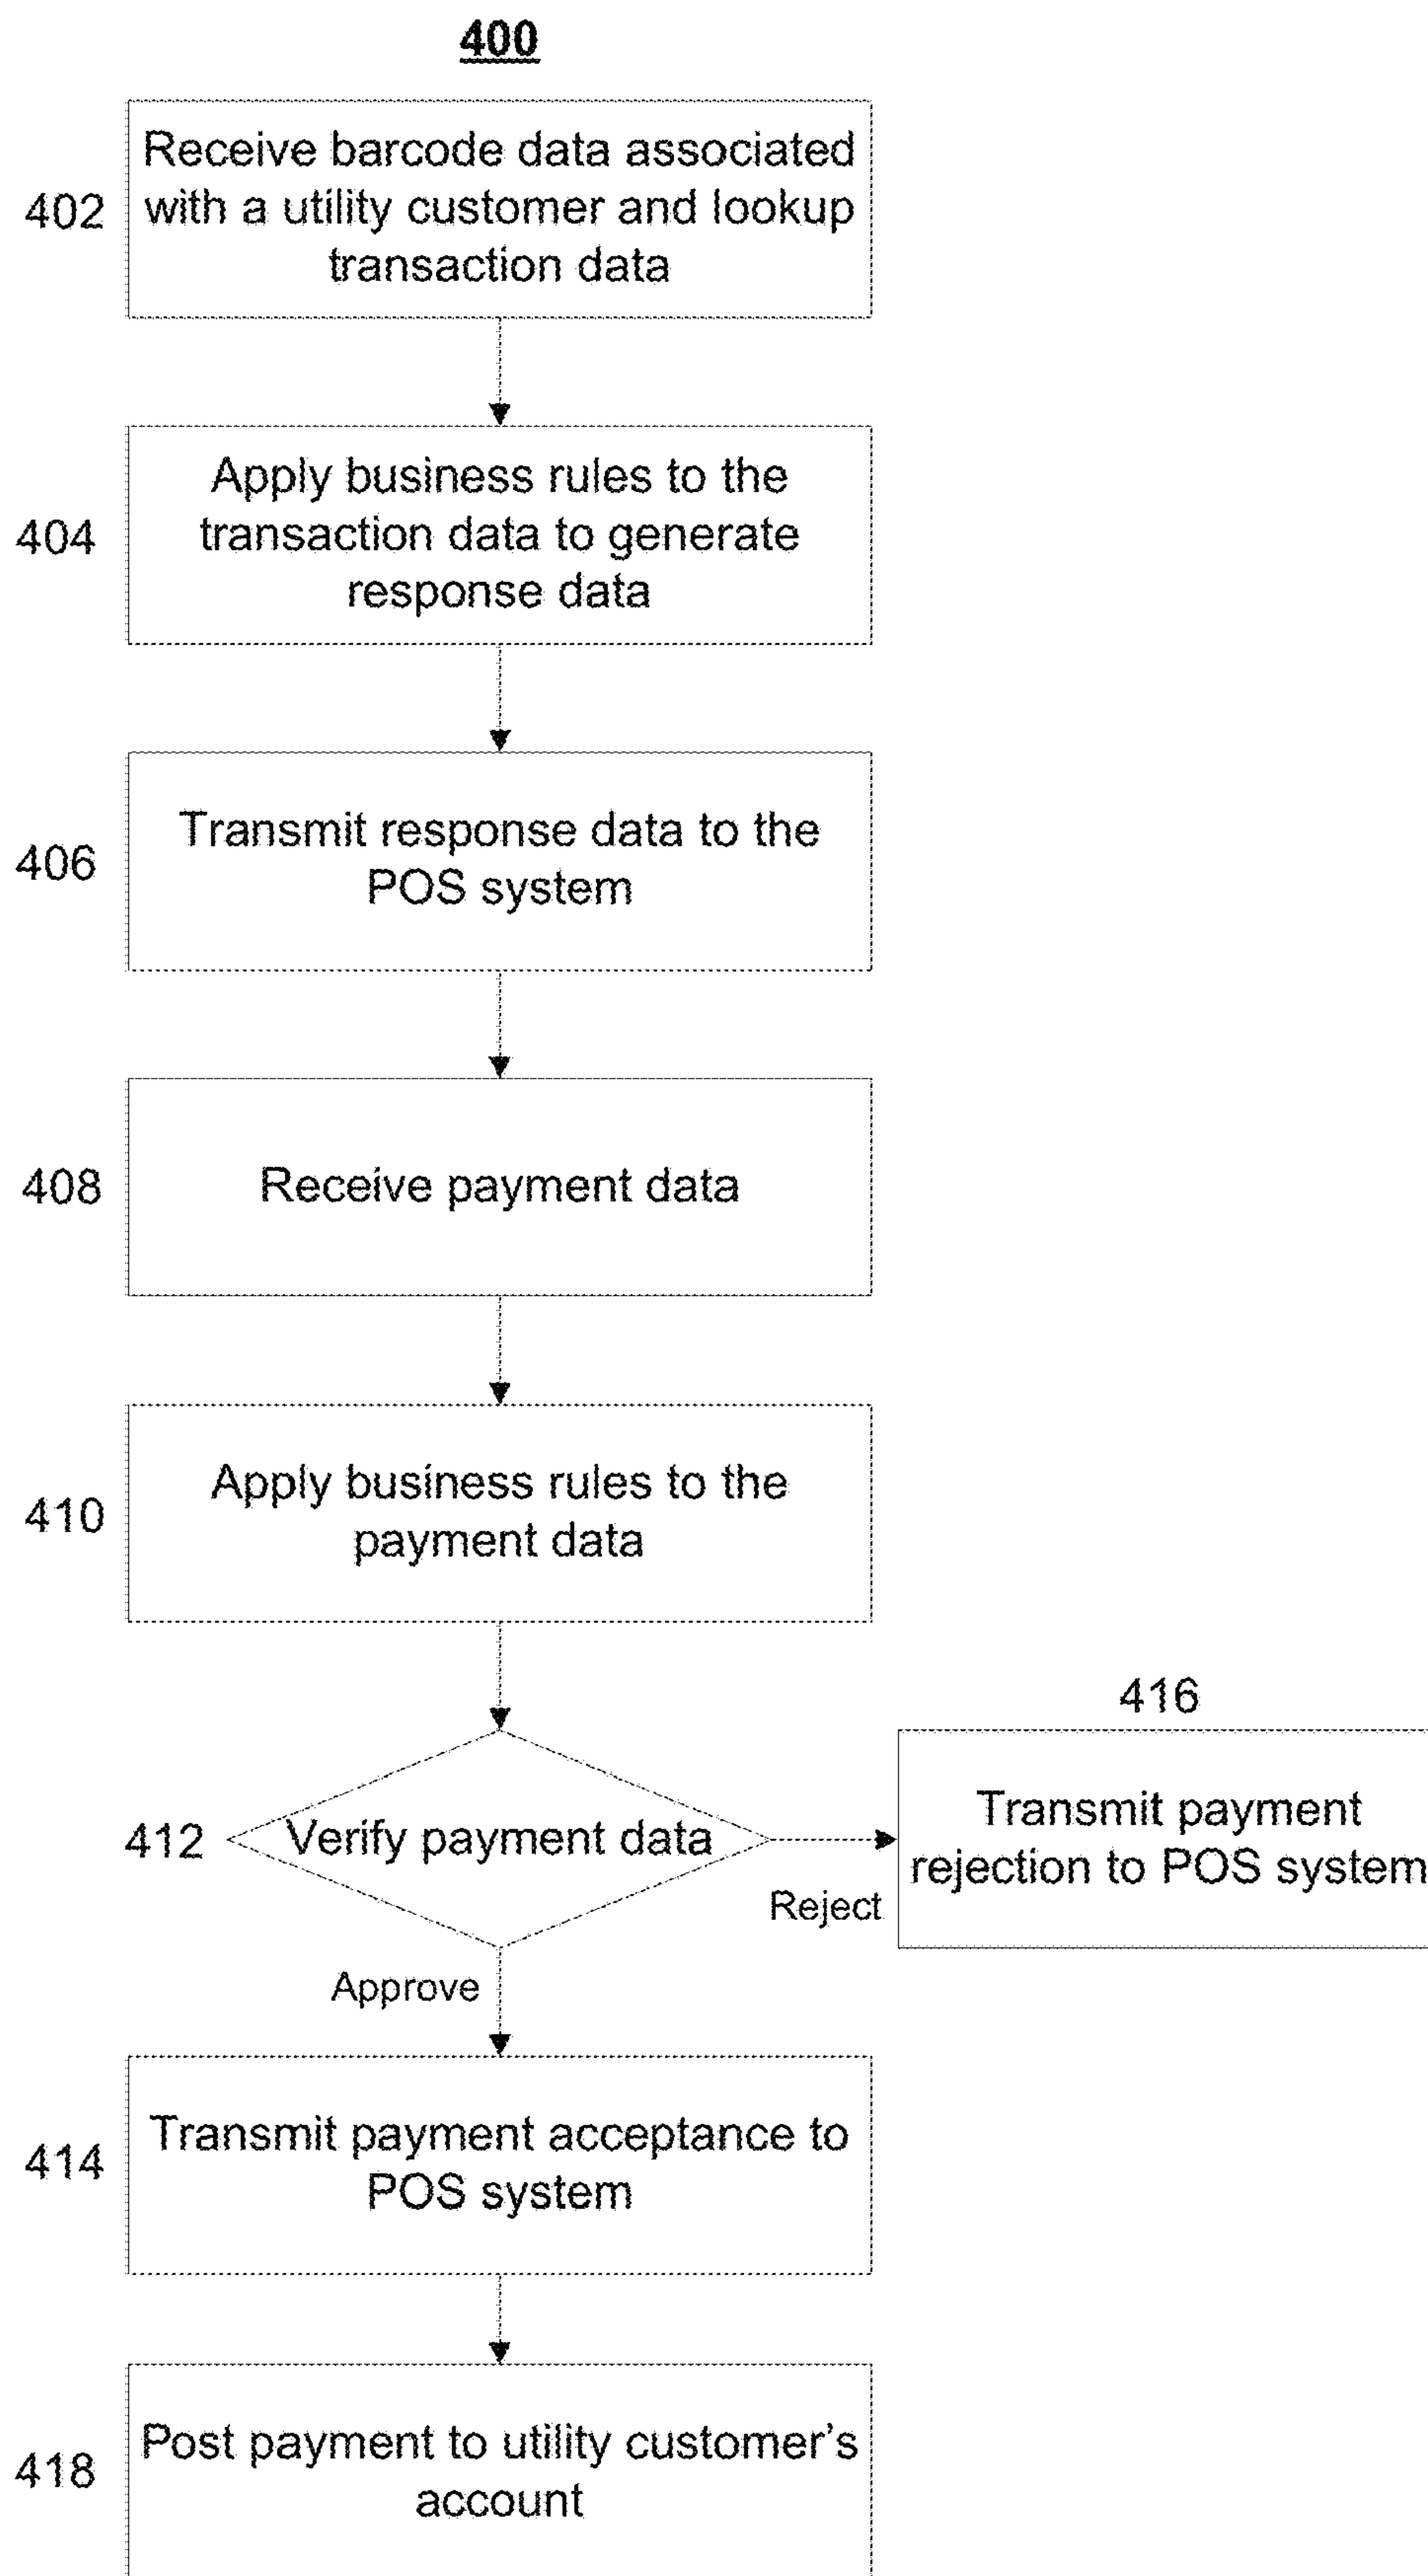 400
402
Receive barcode data associated
with a utility customer and lookup
transaction data
404
Apply business rules to the
transaction data to generate
response data
406
Transmit response data to the
POS system
408
Receive payment data
410
Apply business rules to the
payment data
412
Verify payment data
Reject
416
Transmit payment
rejection to POS system
Approve
414
Transmit payment acceptance to
POS system
418
Post payment to utility customer's
account